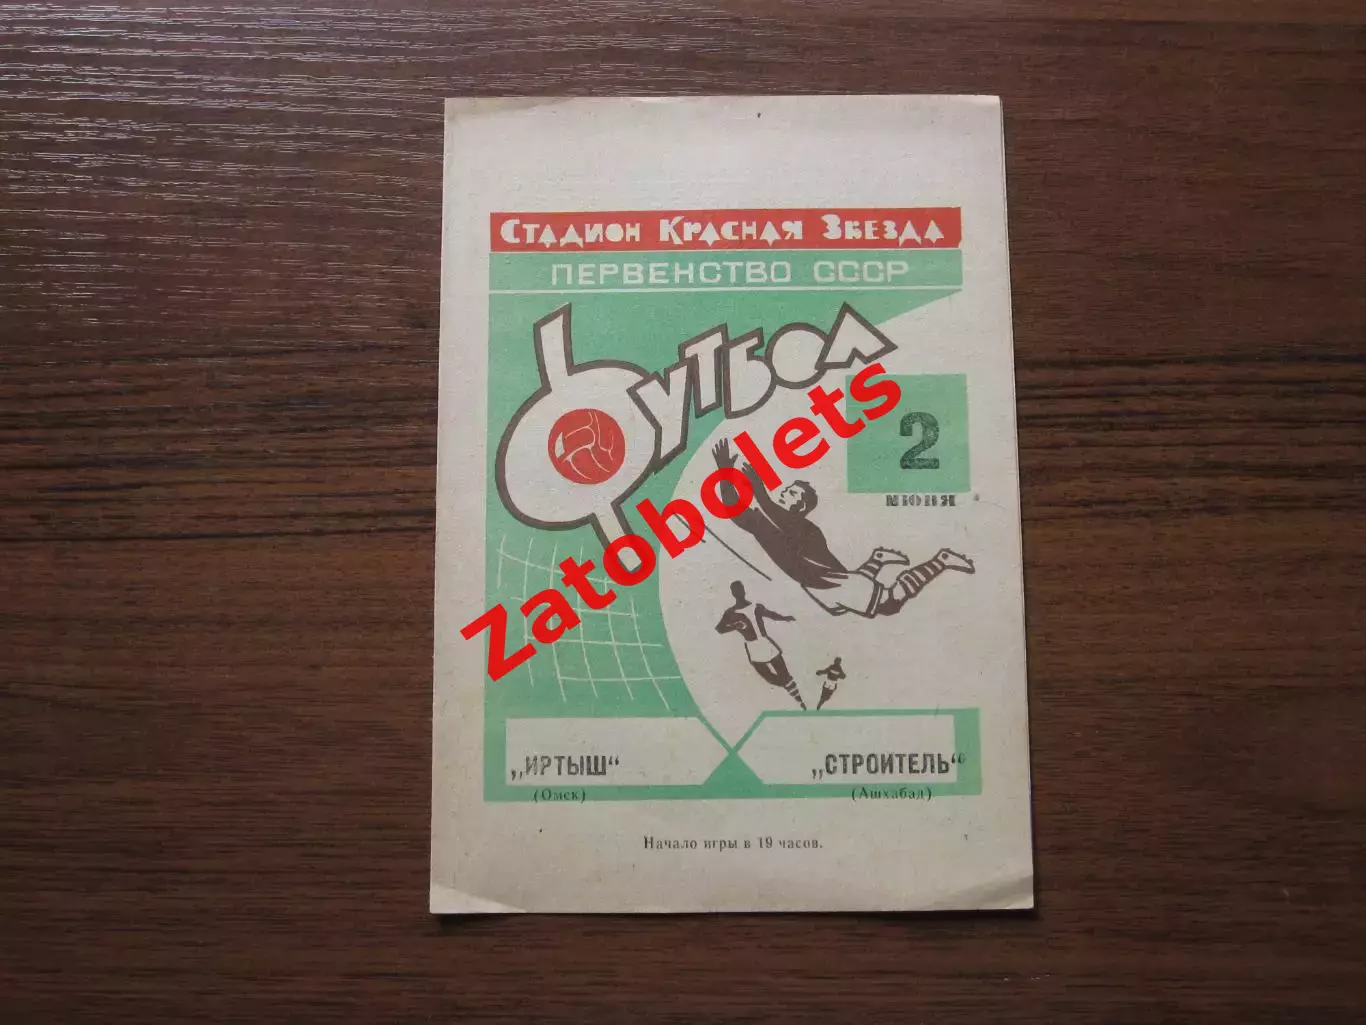 Стадион Красная Звезда
ПЕРВЕНСТВО СССР
Футбол
2
июня
„ИРТЫШ“
(Омск)
„СТРОИТЕЛЬ“
(Ашхабад)
Начало игры в 19 часов.
Zatobolets